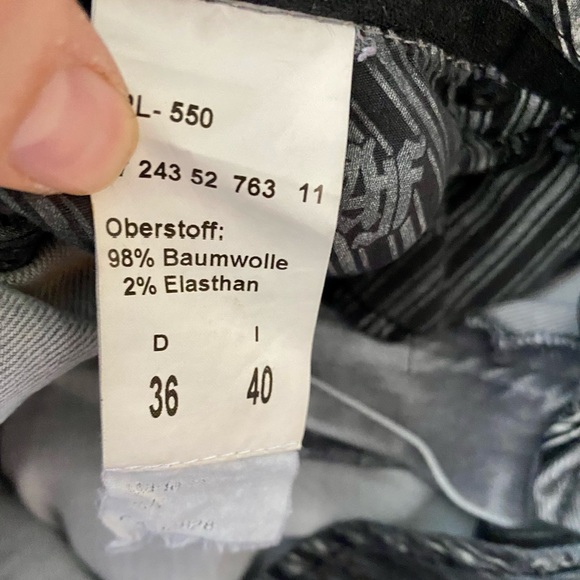 L- 550
243 52 763 11
Oberstoff:
98% Baumwolle
2% Elasthan
D I
36 40